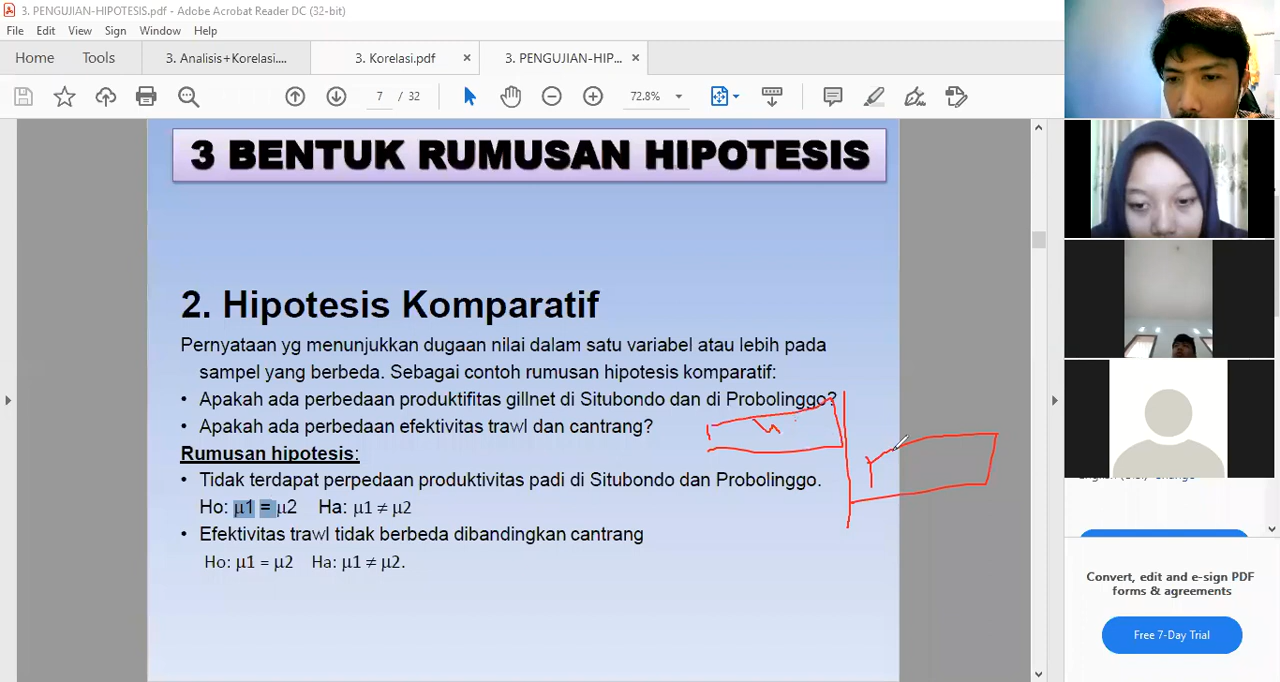 3. PENGUJIAN-HIPOTESIS.pdf - Adobe Acrobat Reader DC (32-bit)
File Edit View Sign Window Help
Home Tools 3. Analisis+Korelasi.... 3. Korelasi.pdf × 3. PENGUJIAN-HIP... ×
7 / 32 72.8%
3 BENTUK RUMUSAN HIPOTESIS
2. Hipotesis Komparatif
Pernyataan yg menunjukkan dugaan nilai dalam satu variabel atau lebih pada
sampel yang berbeda. Sebagai contoh rumusan hipotesis komparatif:
• Apakah ada perbedaan produktifitas gillnet di Situbondo dan di Probolinggo?
• Apakah ada perbedaan efektivitas trawl dan cantrang?
Rumusan hipotesis:
• Tidak terdapat perpedaan produktivitas padi di Situbondo dan Probolinggo.
Ho: µ1 = µ2 Ha: µ1 ≠ µ2
• Efektivitas trawl tidak berbeda dibandingkan cantrang
Ho: µ1 = µ2 Ha: µ1 ≠ µ2.
Convert, edit and e-sign PDF
forms & agreements
Free 7-Day Trial